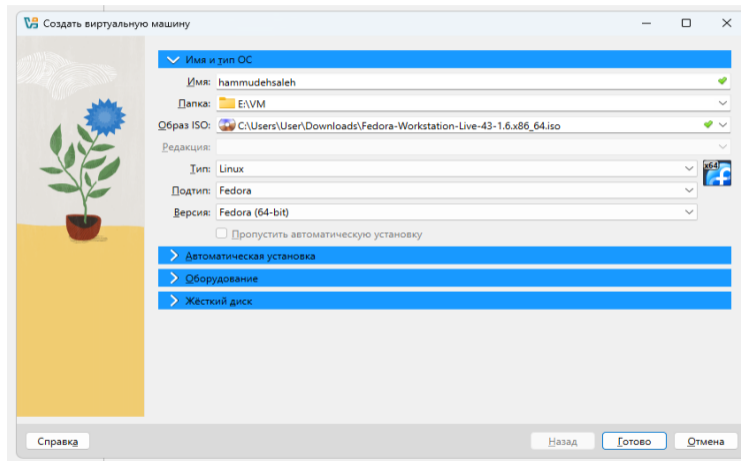 Создать виртуальную машину
Имя и тип ОС
Имя: hammudehsaleh
Папка: E:\VM
Образ ISO: C:\Users\User\Downloads\Fedora-Workstation-Live-43-1.6.x86_64.iso
Редакция:
Тип: Linux
x64
Подтип: Fedora
Версия: Fedora (64-bit)
Пропустить автоматическую установку
Автоматическая установка
Оборудование
Жёсткий диск
Справка Назад Готово Отмена